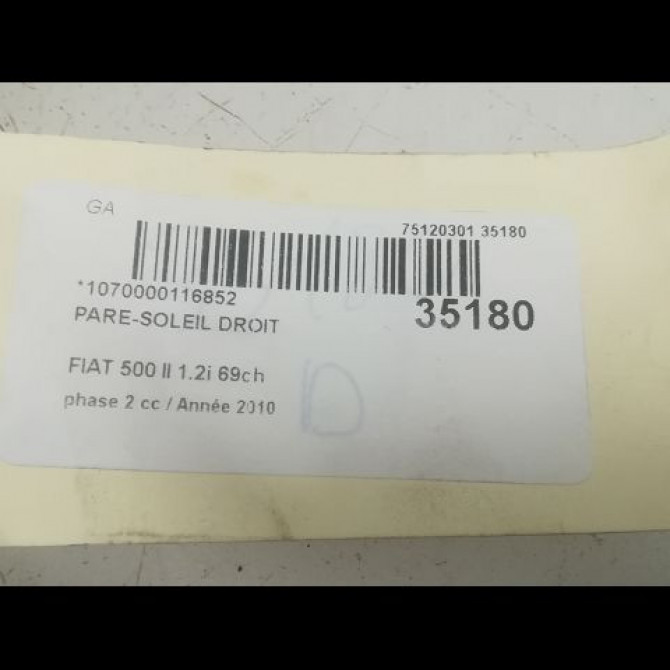 GA
75120301 35180
*1070000116852
35180
PARE-SOLEIL DROIT
FIAT 500 II 1.2i 69ch
phase 2 cc / Année 2010
D